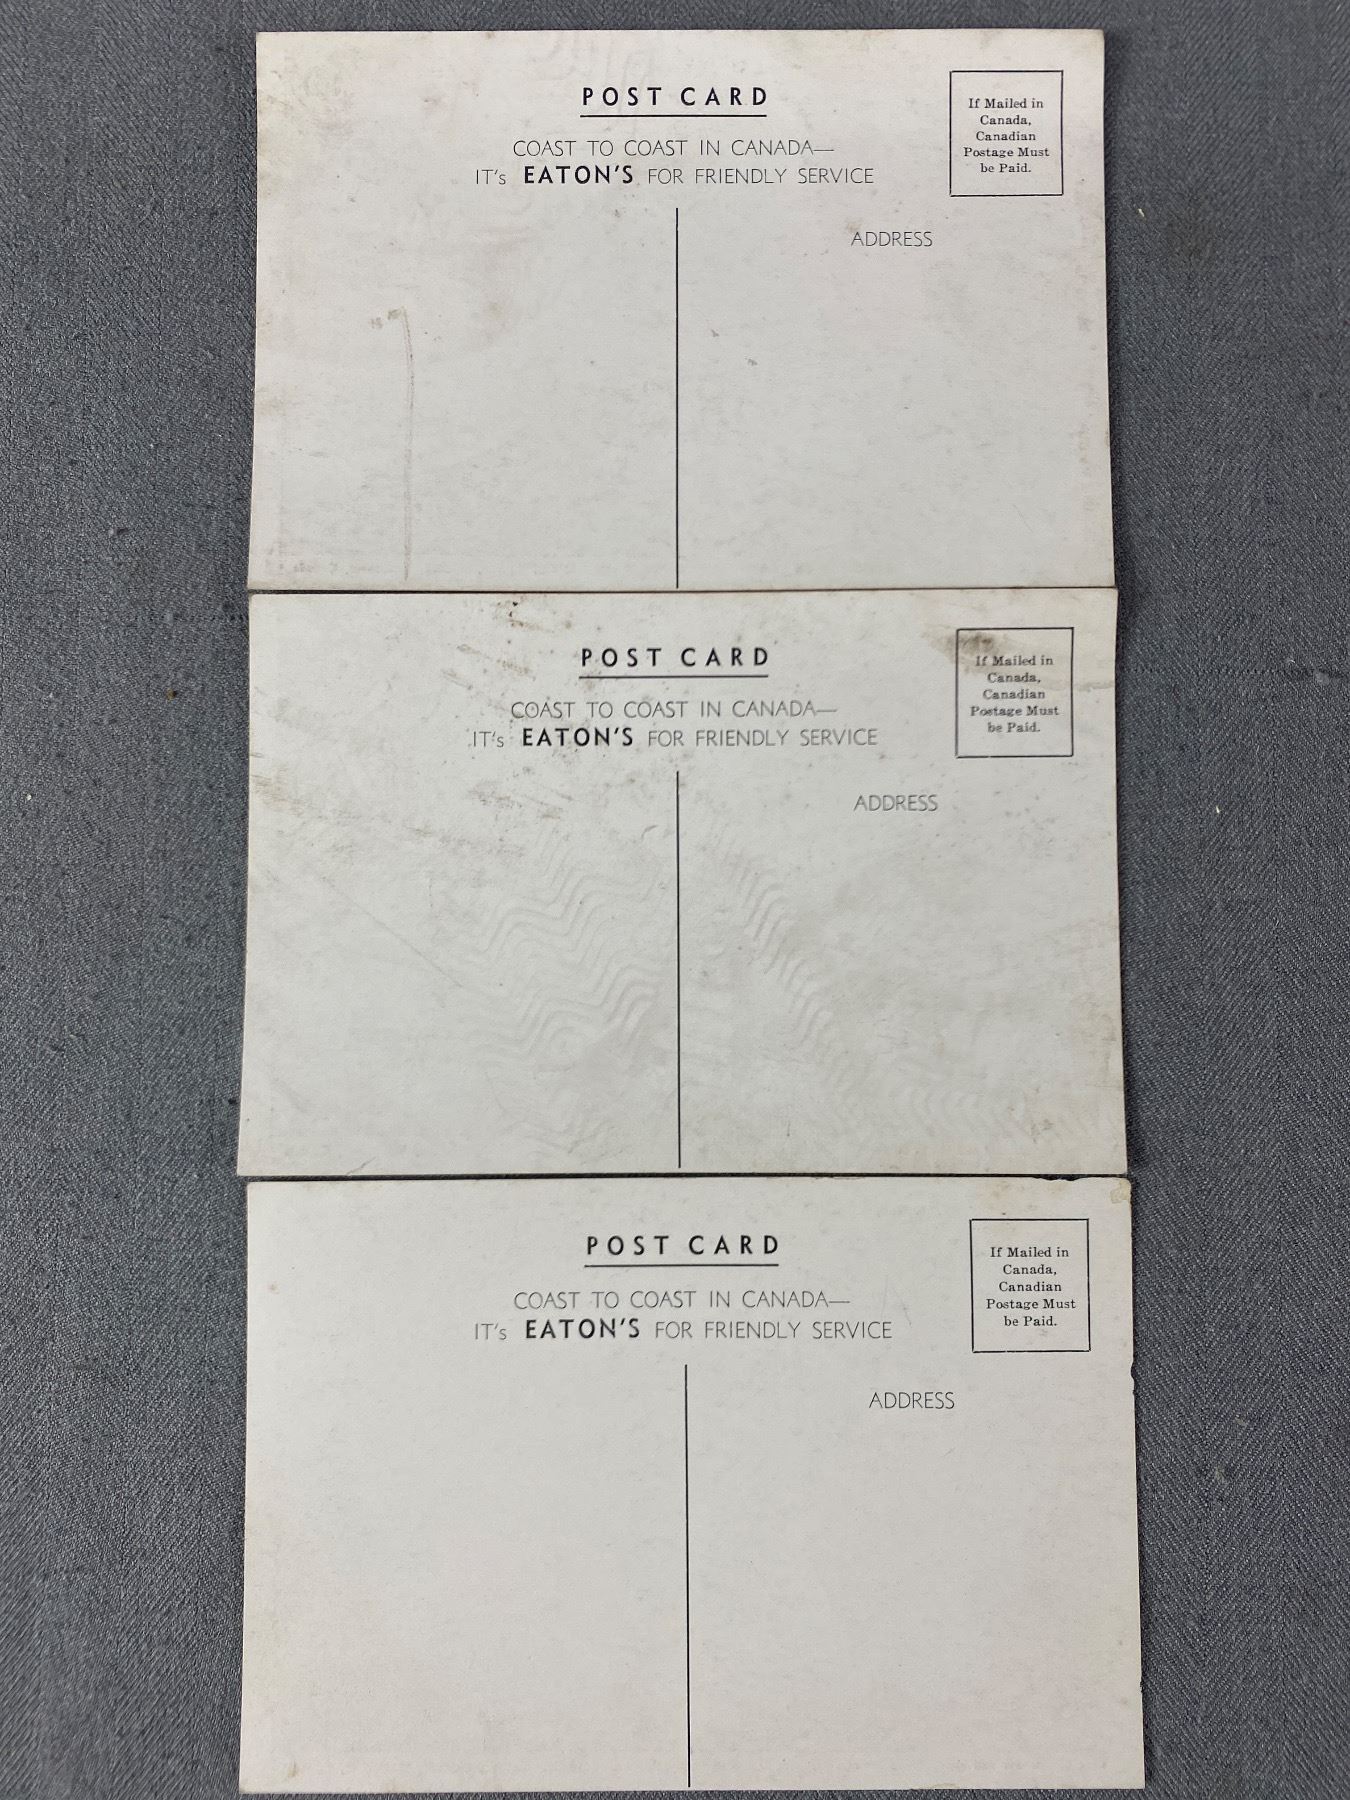 POST CARD
COAST TO COAST IN CANADA—
IT's EATON'S FOR FRIENDLY SERVICE
If Mailed in
Canada,
Canadian
Postage Must
be Paid.
ADDRESS
POST CARD
COAST TO COAST IN CANADA—
IT's EATON'S FOR FRIENDLY SERVICE
If Mailed in
Canada,
Canadian
Postage Must
be Paid.
ADDRESS
POST CARD
COAST TO COAST IN CANADA—
IT's EATON'S FOR FRIENDLY SERVICE
If Mailed in
Canada,
Canadian
Postage Must
be Paid.
ADDRESS